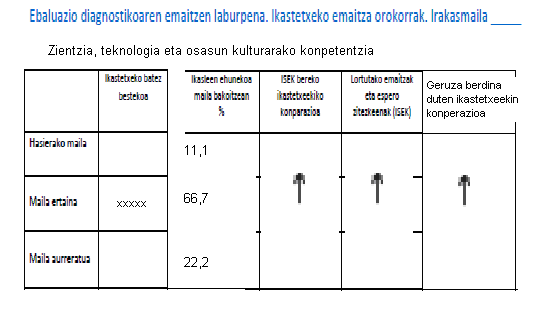 Ebaluazio diagnostikoaren emaitzen laburpena. Ikastetxeko emaitza orokorrak. Irakasmaila ____
Zientzia, teknologia eta osasun kulturarako konpetentzia
Ikastetxeko batez
bestekoa
Ikasleen ehunekoa
maila bakoitzean
%
ISEK bereko
ikastetxeekiko
konparazioa
Lortutako emaitzak
eta espero
zitezkeenak (ISEK)
Geruza berdina
duten ikastetxeekin
konperazioa
Hasierako maila
11,1
Maila ertaina
xxxxx
66,7
Maila aurreratua
22,2